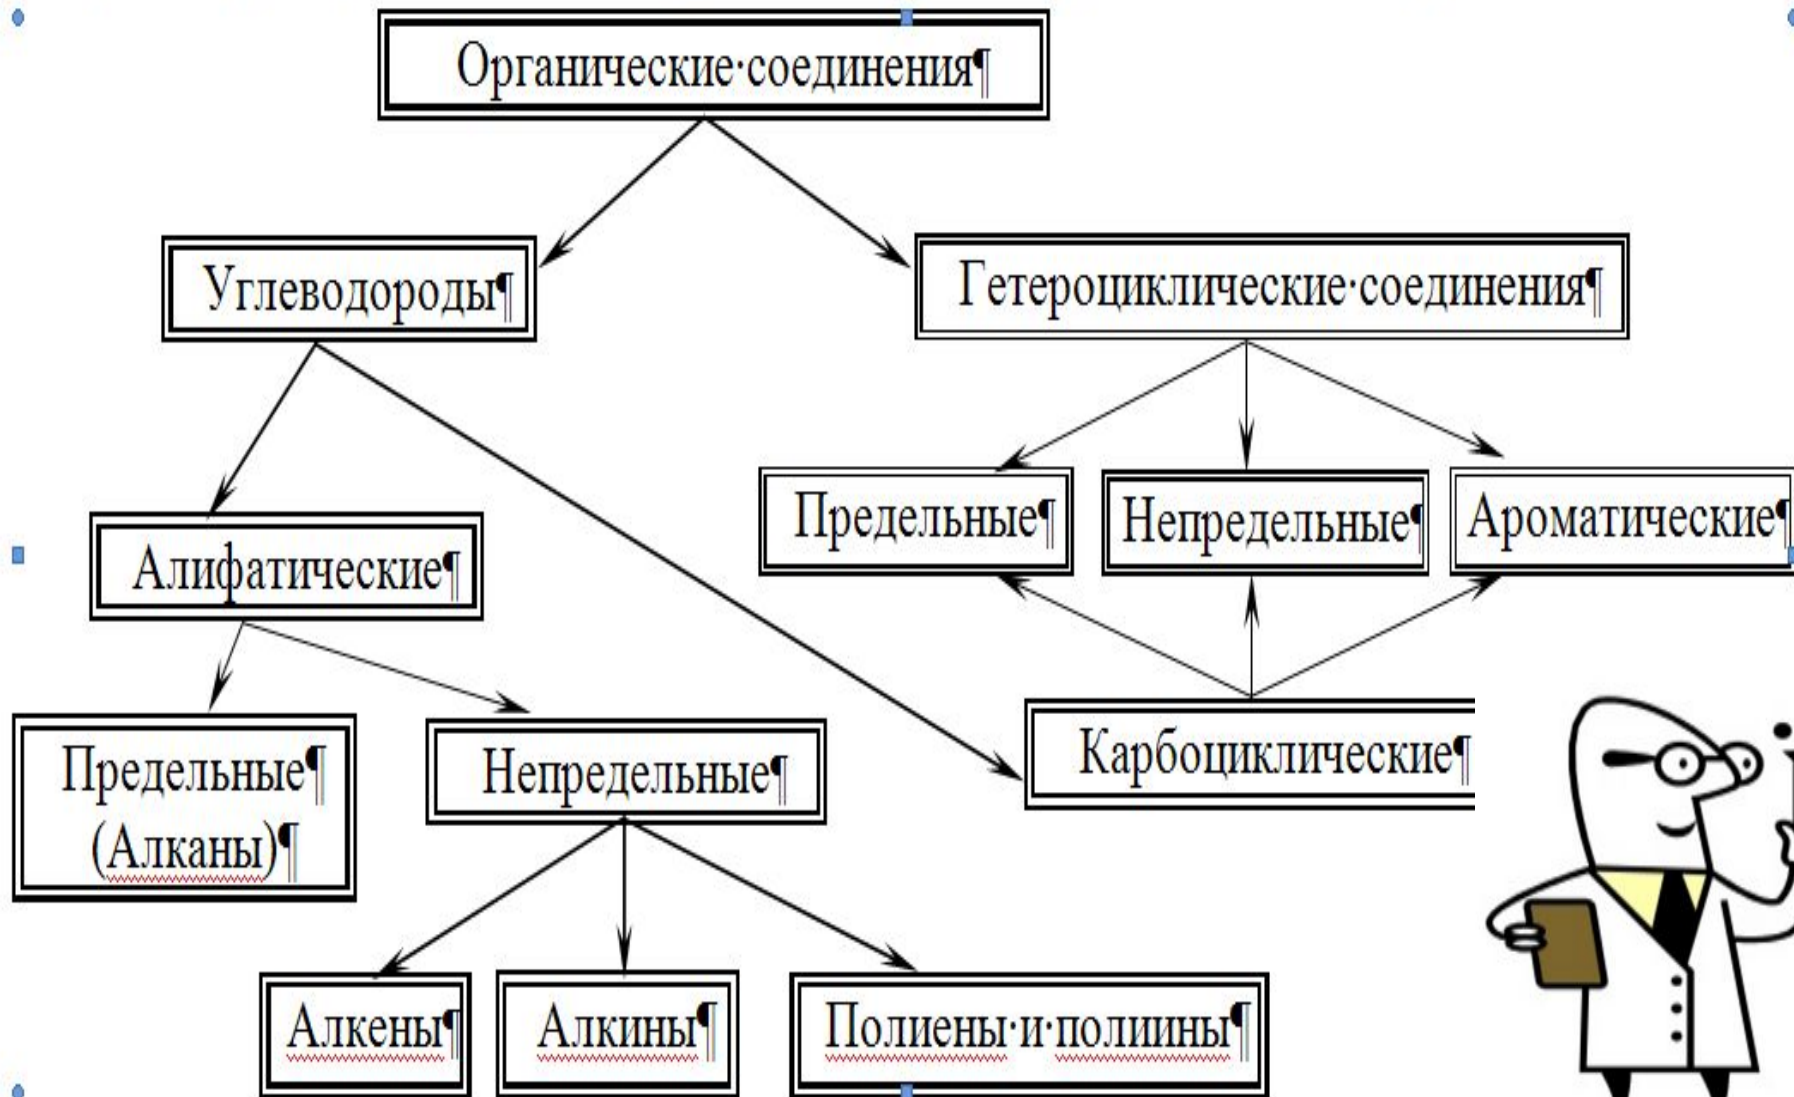 Органические·соединения¶
Углеводороды¶
Гетероциклические·соединения¶
Предельные¶
Непредельные¶
Ароматические¶
Алифатические¶
Предельные¶
(Алканы)¶
Непредельные¶
Карбоциклические¶
Алкены¶
Алкины¶
Полиены·и·полиины¶